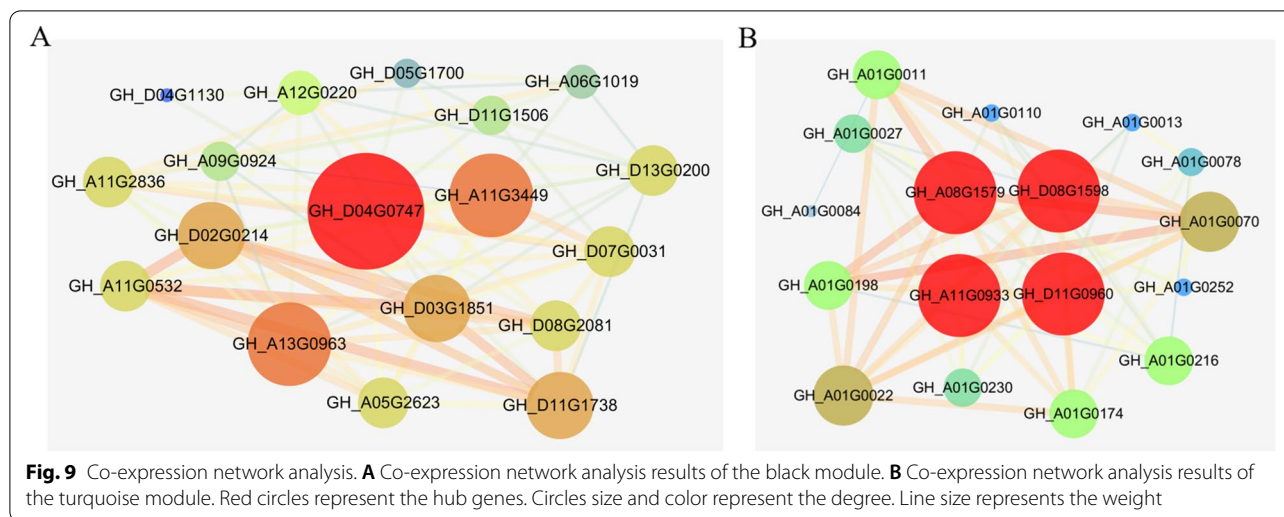 A
B
GH_D05G1700
GH_D04G1130
GH_A12G0220
GH_A06G1019
GH_D11G1506
GH_A09G0924
GH_D13G0200
GH_A11G2836
GH_A11G3449
GH_D04G0747
GH_D02G0214
GH_D07G0031
GH_A11G0532
GH_D03G1851
GH_D08G2081
GH_A13G0963
GH_A05G2623
GH_D11G1738
GH_A01G0011
GH_A01G0110
GH_A01G0013
GH_A01G0027
GH_A01G0078
GH_A08G1579
GH_D08G1598
GH_A01G0084
GH_A01G0070
GH_A01G0198
GH_A11G0933
GH_D11G0960
GH_A01G0252
GH_A01G0216
GH_A01G0022
GH_A01G0230
GH_A01G0174
Fig. 9 Co-expression network analysis. A Co-expression network analysis results of the black module. B Co-expression network analysis results of
the turquoise module. Red circles represent the hub genes. Circles size and color represent the degree. Line size represents the weight